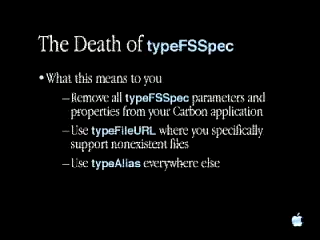 The Death of typeFSSpec
•What this means to you
–Remove all typeFSSpec parameters and
properties from your Carbon application
–Use typeFileURL where you specifically
support nonexistent files
–Use typeAlias everywhere else